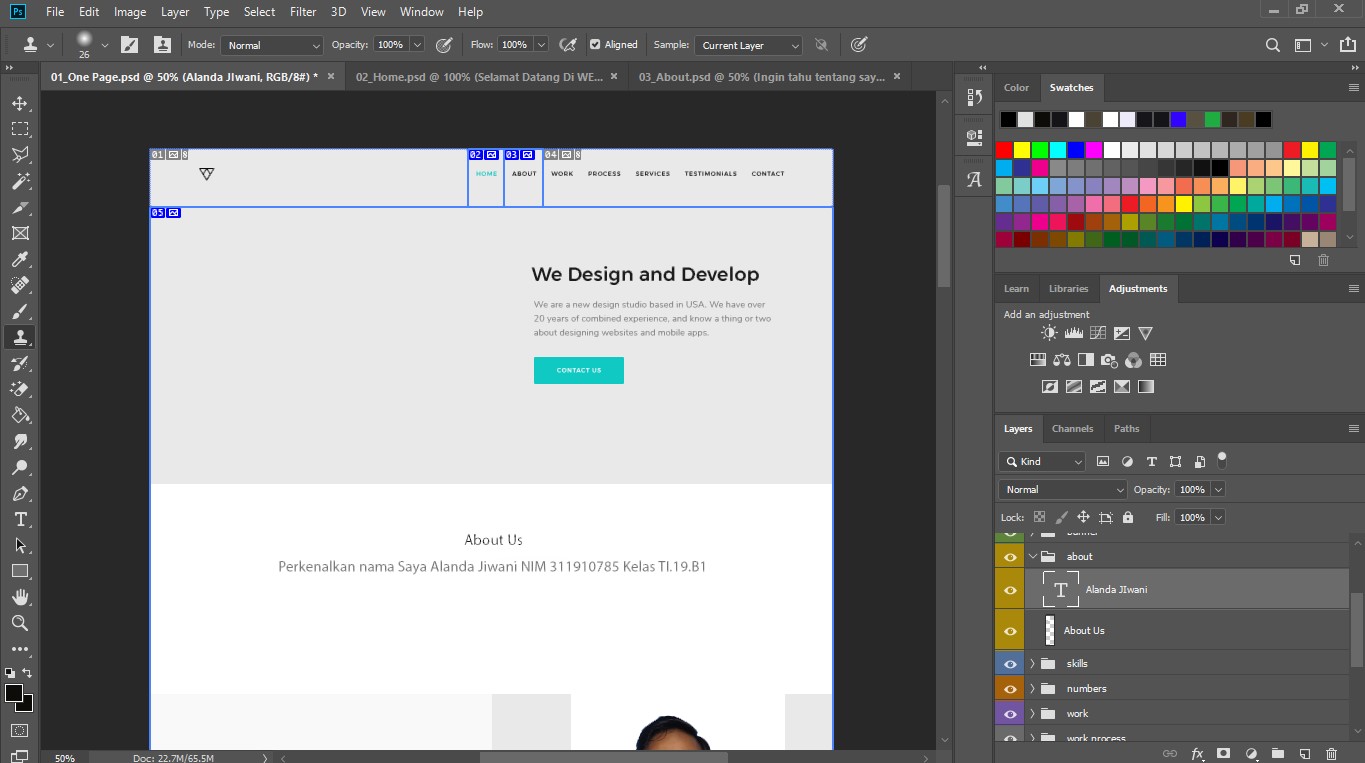 Ps File Edit Image Layer Type Select Filter 3D View Window Help
26 Mode: Normal Opacity: 100% Flow: 100% Aligned Sample: Current Layer
01_One Page.psd @ 50% (Alanda JIwani, RGB/8#) * × 02_Home.psd @ 100% (Selamat Datang Di WE... × 03_About.psd @ 50% (Ingin tahu tentang say... ×
01 02 03 04
HOME ABOUT WORK PROCESS SERVICES TESTIMONIALS CONTACT
05
We Design and Develop
We are a new design studio based in USA. We have over
20 years of combined experience, and know a thing or two
about designing websites and mobile apps.
CONTACT US
About Us
Perkenalkan nama Saya Alanda Jiwani NIM 311910785 Kelas TI.19.B1
50% Doc: 22.7M/65.5M
Color Swatches
Learn Libraries Adjustments
Add an adjustment
Layers Channels Paths
Kind
Normal Opacity: 100%
Lock: Fill: 100%
banner
about
Alanda JIwani
About Us
skills
numbers
work
work process
fx